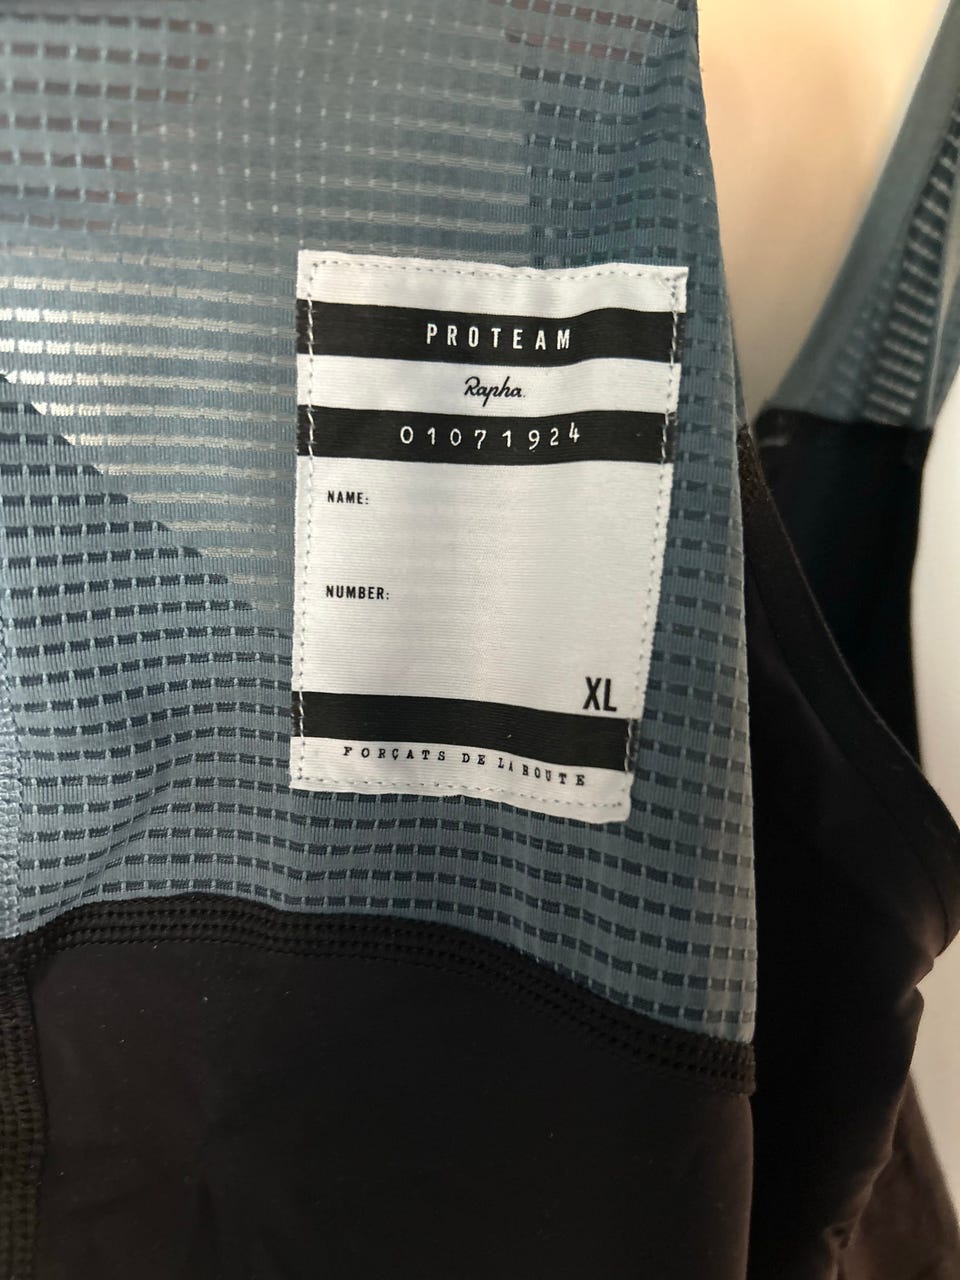 PROTEAM
Rapha.
01071924
NAME:
NUMBER:
XL
FORÇATS DE LA ROUTE